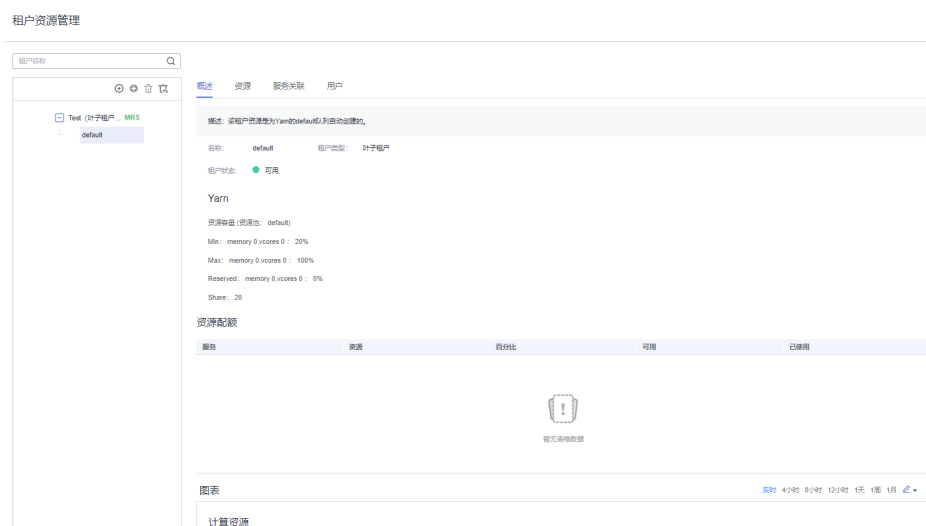 租户资源管理
租户名称
Test (叶子租户... MRS
default
概述 资源 服务关联 用户
描述: 该租户资源是为Yarn的default队列自动创建的。
名称: default 租户类型: 叶子租户
租户状态: 可用
Yarn
资源容量 (资源池: default)
Min: memory 0,vcores 0 : 20%
Max: memory 0,vcores 0 : 100%
Reserved: memory 0,vcores 0 : 0%
Share: 20
资源配额
服务 资源 百分比 可用 已使用
暂无表格数据
图表 实时 4小时 8小时 12小时 1天 1周 1月
计算资源